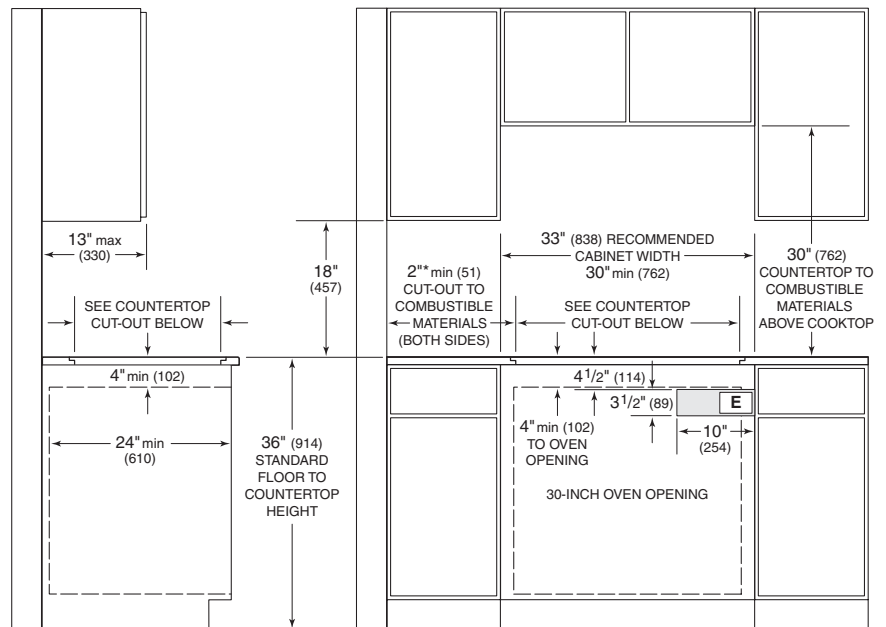 13" max
(330)
SEE COUNTERTOP
CUT-OUT BELOW
4" min (102)
24" min
(610)
18"
(457)
36" (914)
STANDARD
FLOOR TO
COUNTERTOP
HEIGHT
2"* min (51)
CUT-OUT TO
COMBUSTIBLE
MATERIALS
(BOTH SIDES)
33" (838) RECOMMENDED
CABINET WIDTH
30" min (762)
SEE COUNTERTOP
CUT-OUT BELOW
30" (762)
COUNTERTOP TO
COMBUSTIBLE
MATERIALS
ABOVE COOKTOP
4 1/2" (114)
3 1/2" (89)
E
4" min (102)
TO OVEN
OPENING
10"
(254)
30-INCH OVEN OPENING